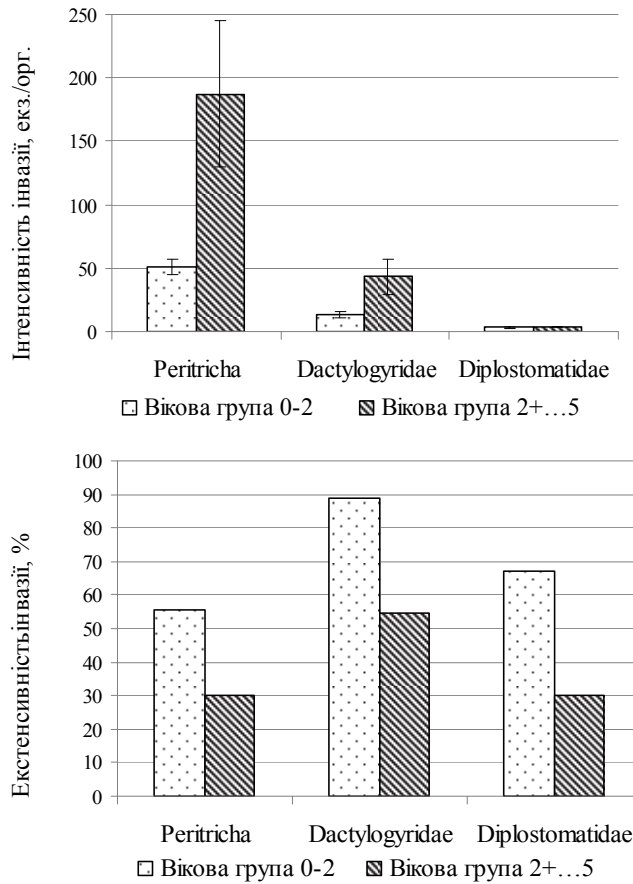 Інтенсивність інвазії, екз./орг.
250
200
150
100
50
0
Peritricha Dactylogyridae Diplostomatidae
Вікова група 0-2 Вікова група 2+…5
Екстенсивністьінвазії, %
100
90
80
70
60
50
40
30
20
10
0
Peritricha Dactylogyridae Diplostomatidae
Вікова група 0-2 Вікова група 2+…5